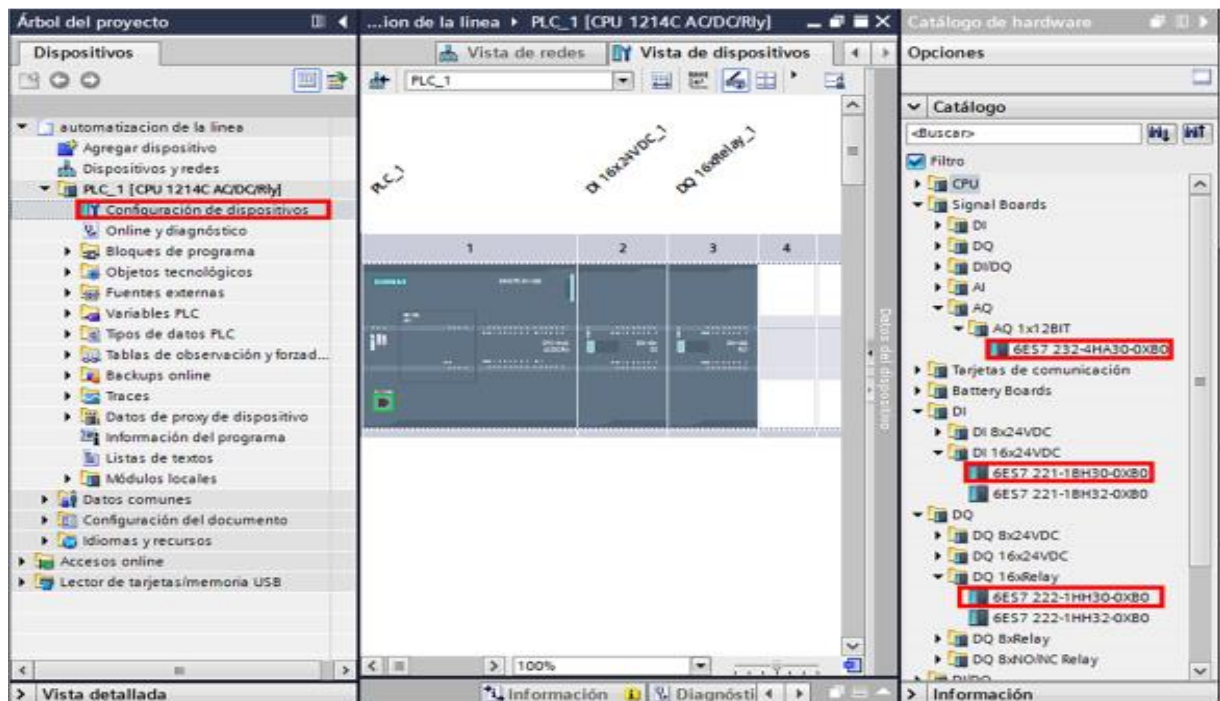 Árbol del proyecto
Dispositivos
automatizacion de la linea
Agregar dispositivo
Dispositivos y redes
PLC_1 [CPU 1214C AC/DC/Rly]
Configuración de dispositivos
Online y diagnóstico
Bloques de programa
Objetos tecnológicos
Fuentes externas
Variables PLC
Tipos de datos PLC
Tablas de observación y forzad...
Backups online
Traces
Datos de proxy de dispositivo
Información del programa
Listas de textos
Módulos locales
Datos comunes
Configuración del documento
Idiomas y recursos
Accesos online
Lector de tarjetas/memoria USB
Vista detallada
...ion de la linea ▸ PLC_1 [CPU 1214C AC/DC/Rly]
Vista de redes
Vista de dispositivos
PLC_1
PLC_1
DI 16x24VDC_1
DQ 16xRelay_1
1 2 3 4
Datos del dispositivo
100%
Información
Diagnósti
Catálogo de hardware
Opciones
Catálogo
<Buscar>
Filtro
CPU
Signal Boards
DI
DQ
DI/DQ
AI
AQ
AQ 1x12BIT
6ES7 232-4HA30-0XB0
Tarjetas de comunicación
Battery Boards
DI
DI 8x24VDC
DI 16x24VDC
6ES7 221-1BH30-0XB0
6ES7 221-1BH32-0XB0
DQ
DQ 8x24VDC
DQ 16x24VDC
DQ 16xRelay
6ES7 222-1HH30-0XB0
6ES7 222-1HH32-0XB0
DQ 8xRelay
DQ 8xNO/NC Relay
DI/DQ
Información